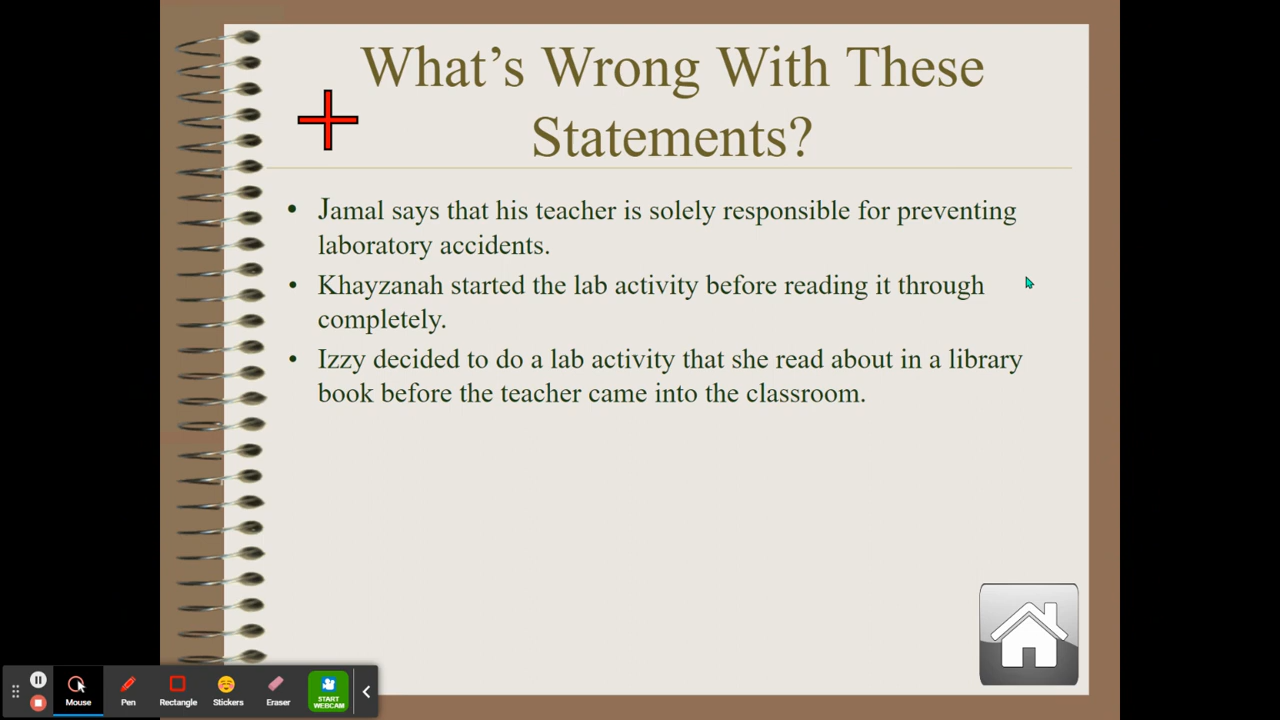 What's Wrong With These
Statements?
• Jamal says that his teacher is solely responsible for preventing
laboratory accidents.
• Khayzanah started the lab activity before reading it through
completely.
• Izzy decided to do a lab activity that she read about in a library
book before the teacher came into the classroom.
Mouse Pen Rectangle Stickers Eraser START WEBCAM